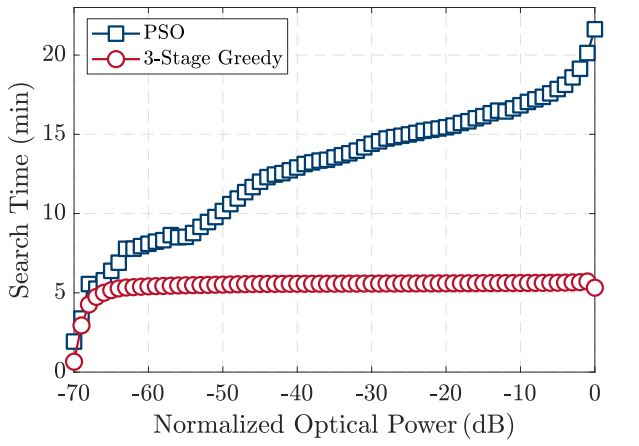 PSO
3-Stage Greedy
Search Time (min)
20
15
10
5
0
-70 -60 -50 -40 -30 -20 -10 0
Normalized Optical Power (dB)